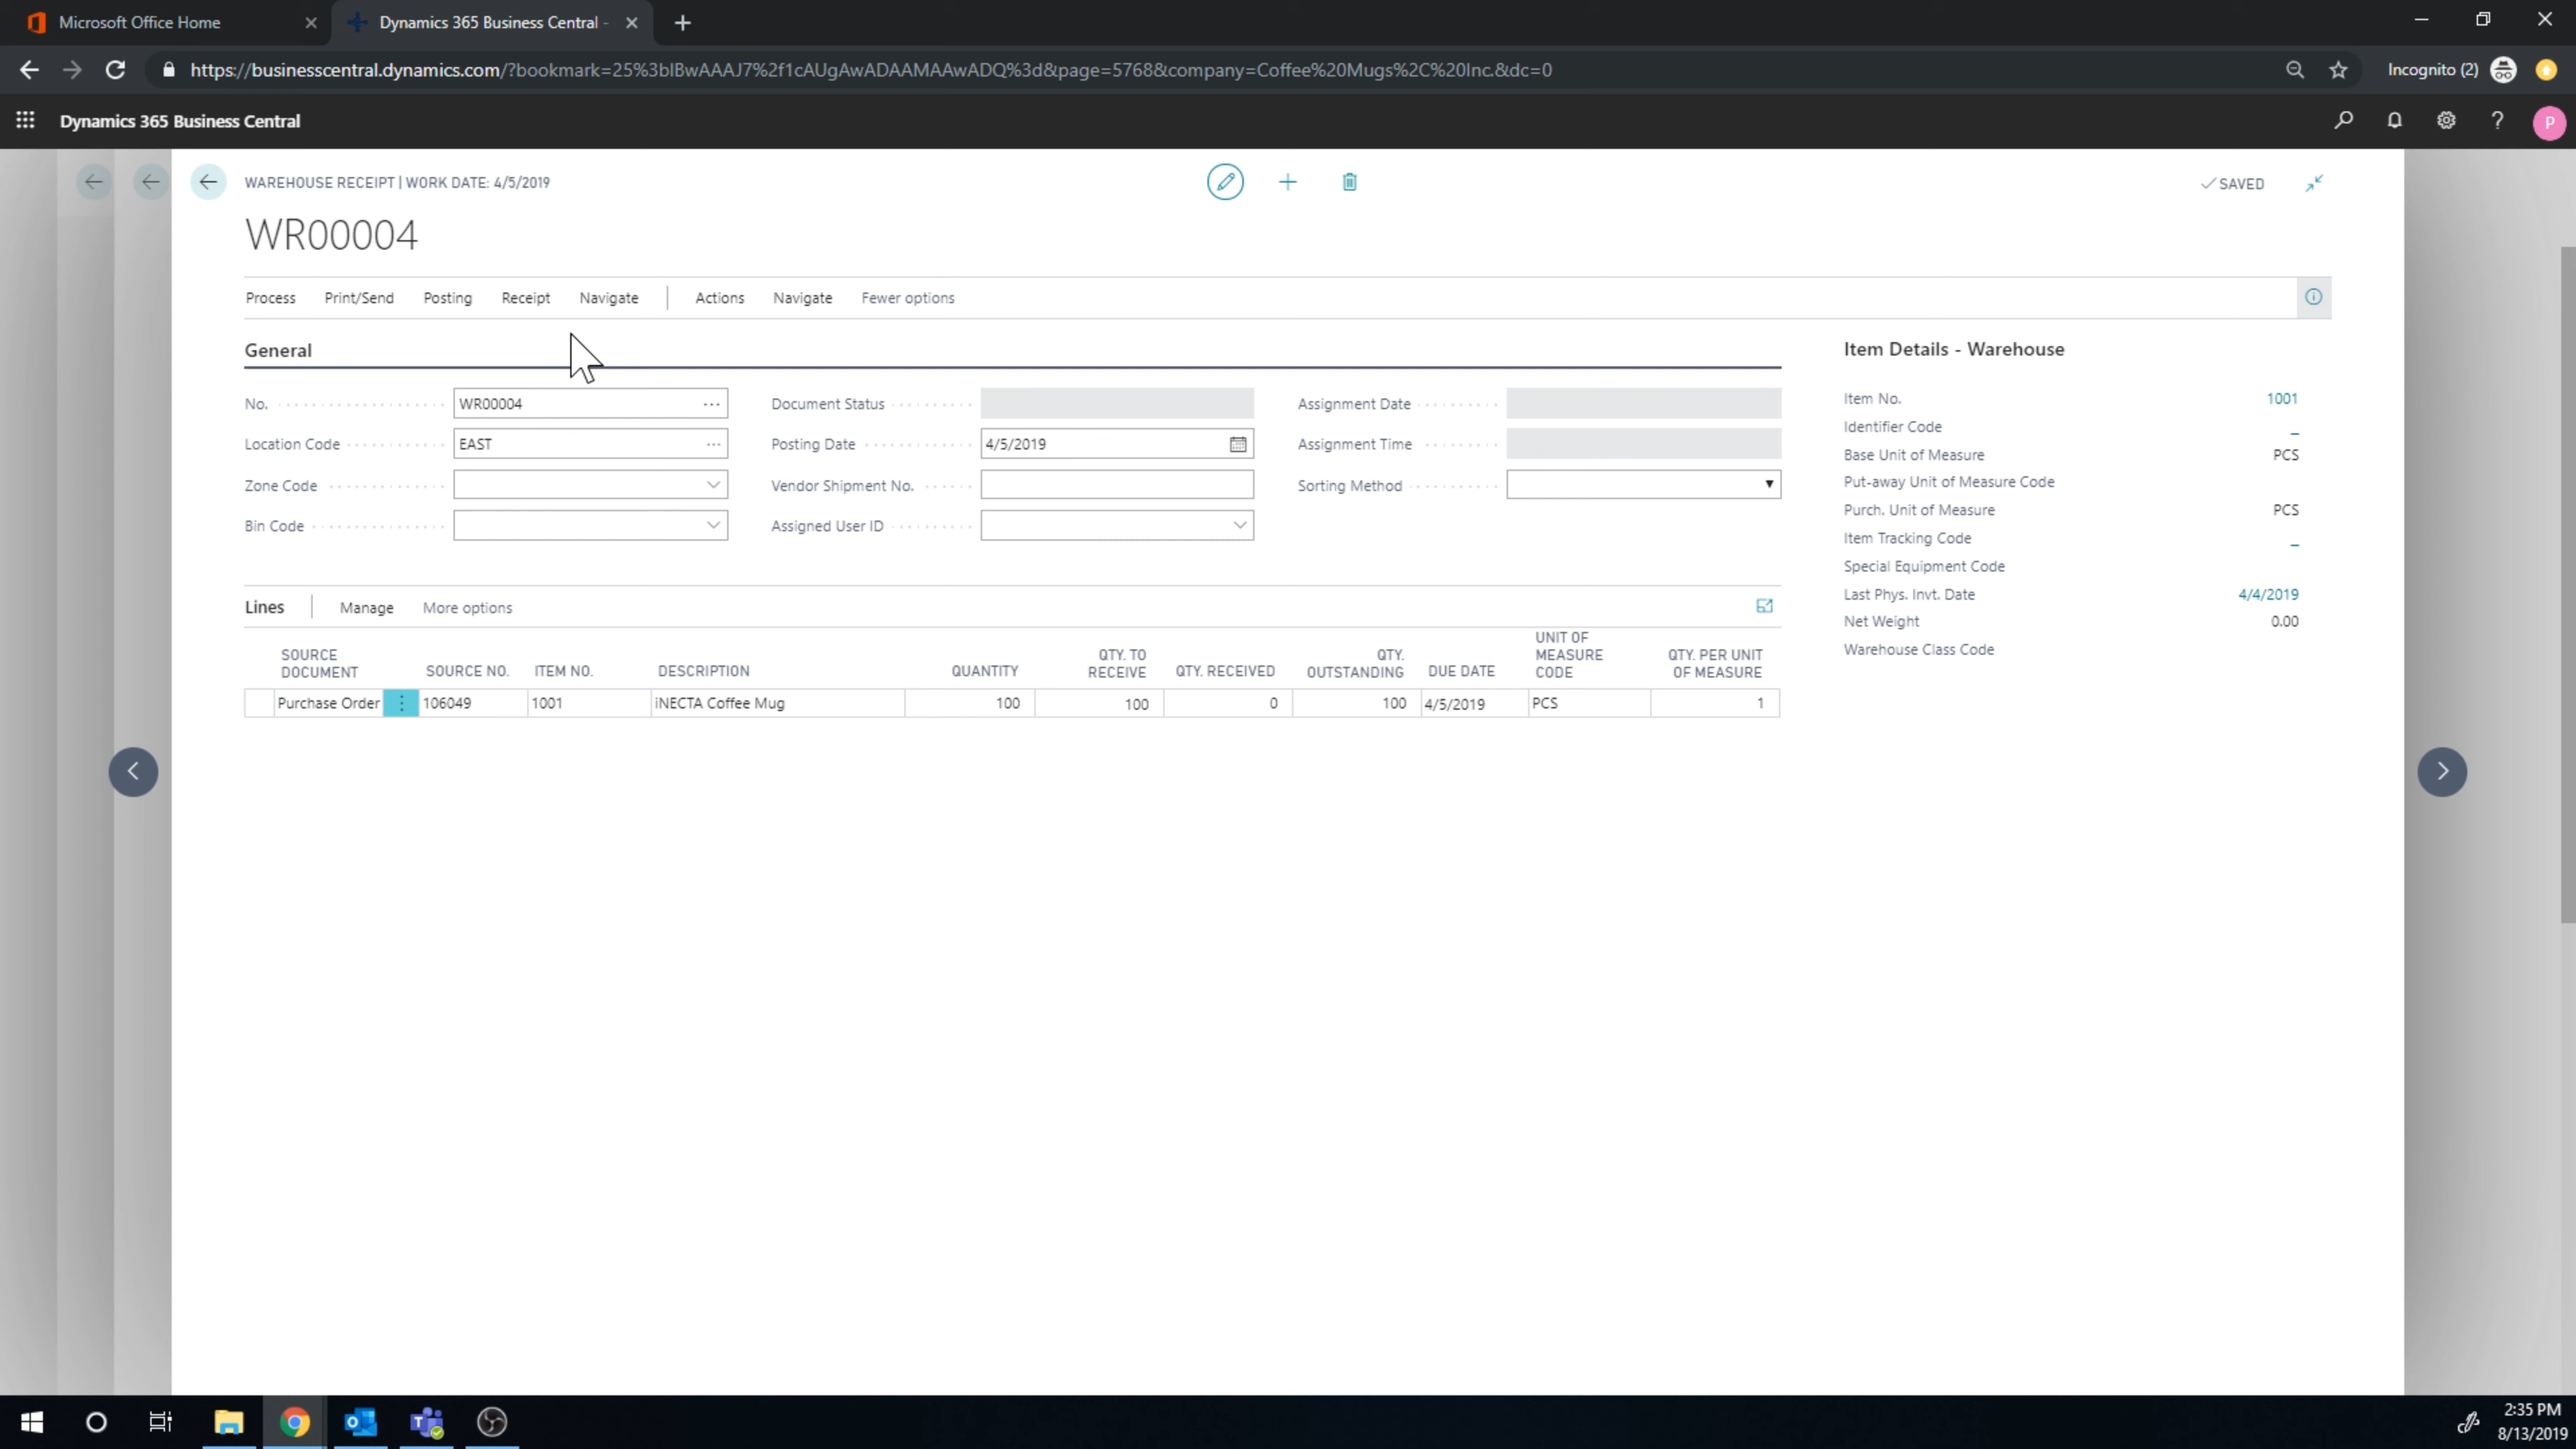 Microsoft Office Home
Dynamics 365 Business Central -
https://businesscentral.dynamics.com/?bookmark=25%3bIBwAAAJ7%2f1cAUgAwADAAMAAwADQ%3d&page=5768&company=Coffee%20Mugs%2C%20Inc.&dc=0
Incognito (2)
Dynamics 365 Business Central
?
P
WAREHOUSE RECEIPT | WORK DATE: 4/5/2019
SAVED
WR00004
Process Print/Send Posting Receipt Navigate | Actions Navigate Fewer options
General
No. WR00004 ...
Document Status
Assignment Date
Location Code EAST ...
Posting Date 4/5/2019
Assignment Time
Zone Code
Vendor Shipment No.
Sorting Method
Bin Code
Assigned User ID
Lines | Manage More options
SOURCE DOCUMENT SOURCE NO. ITEM NO. DESCRIPTION QUANTITY QTY. TO RECEIVE QTY. RECEIVED QTY. OUTSTANDING DUE DATE UNIT OF MEASURE CODE QTY. PER UNIT OF MEASURE
Purchase Order 106049 1001 iNECTA Coffee Mug 100 100 0 100 4/5/2019 PCS 1
Item Details - Warehouse
Item No. 1001
Identifier Code _
Base Unit of Measure PCS
Put-away Unit of Measure Code
Purch. Unit of Measure PCS
Item Tracking Code _
Special Equipment Code
Last Phys. Invt. Date 4/4/2019
Net Weight 0.00
Warehouse Class Code
2:35 PM
8/13/2019